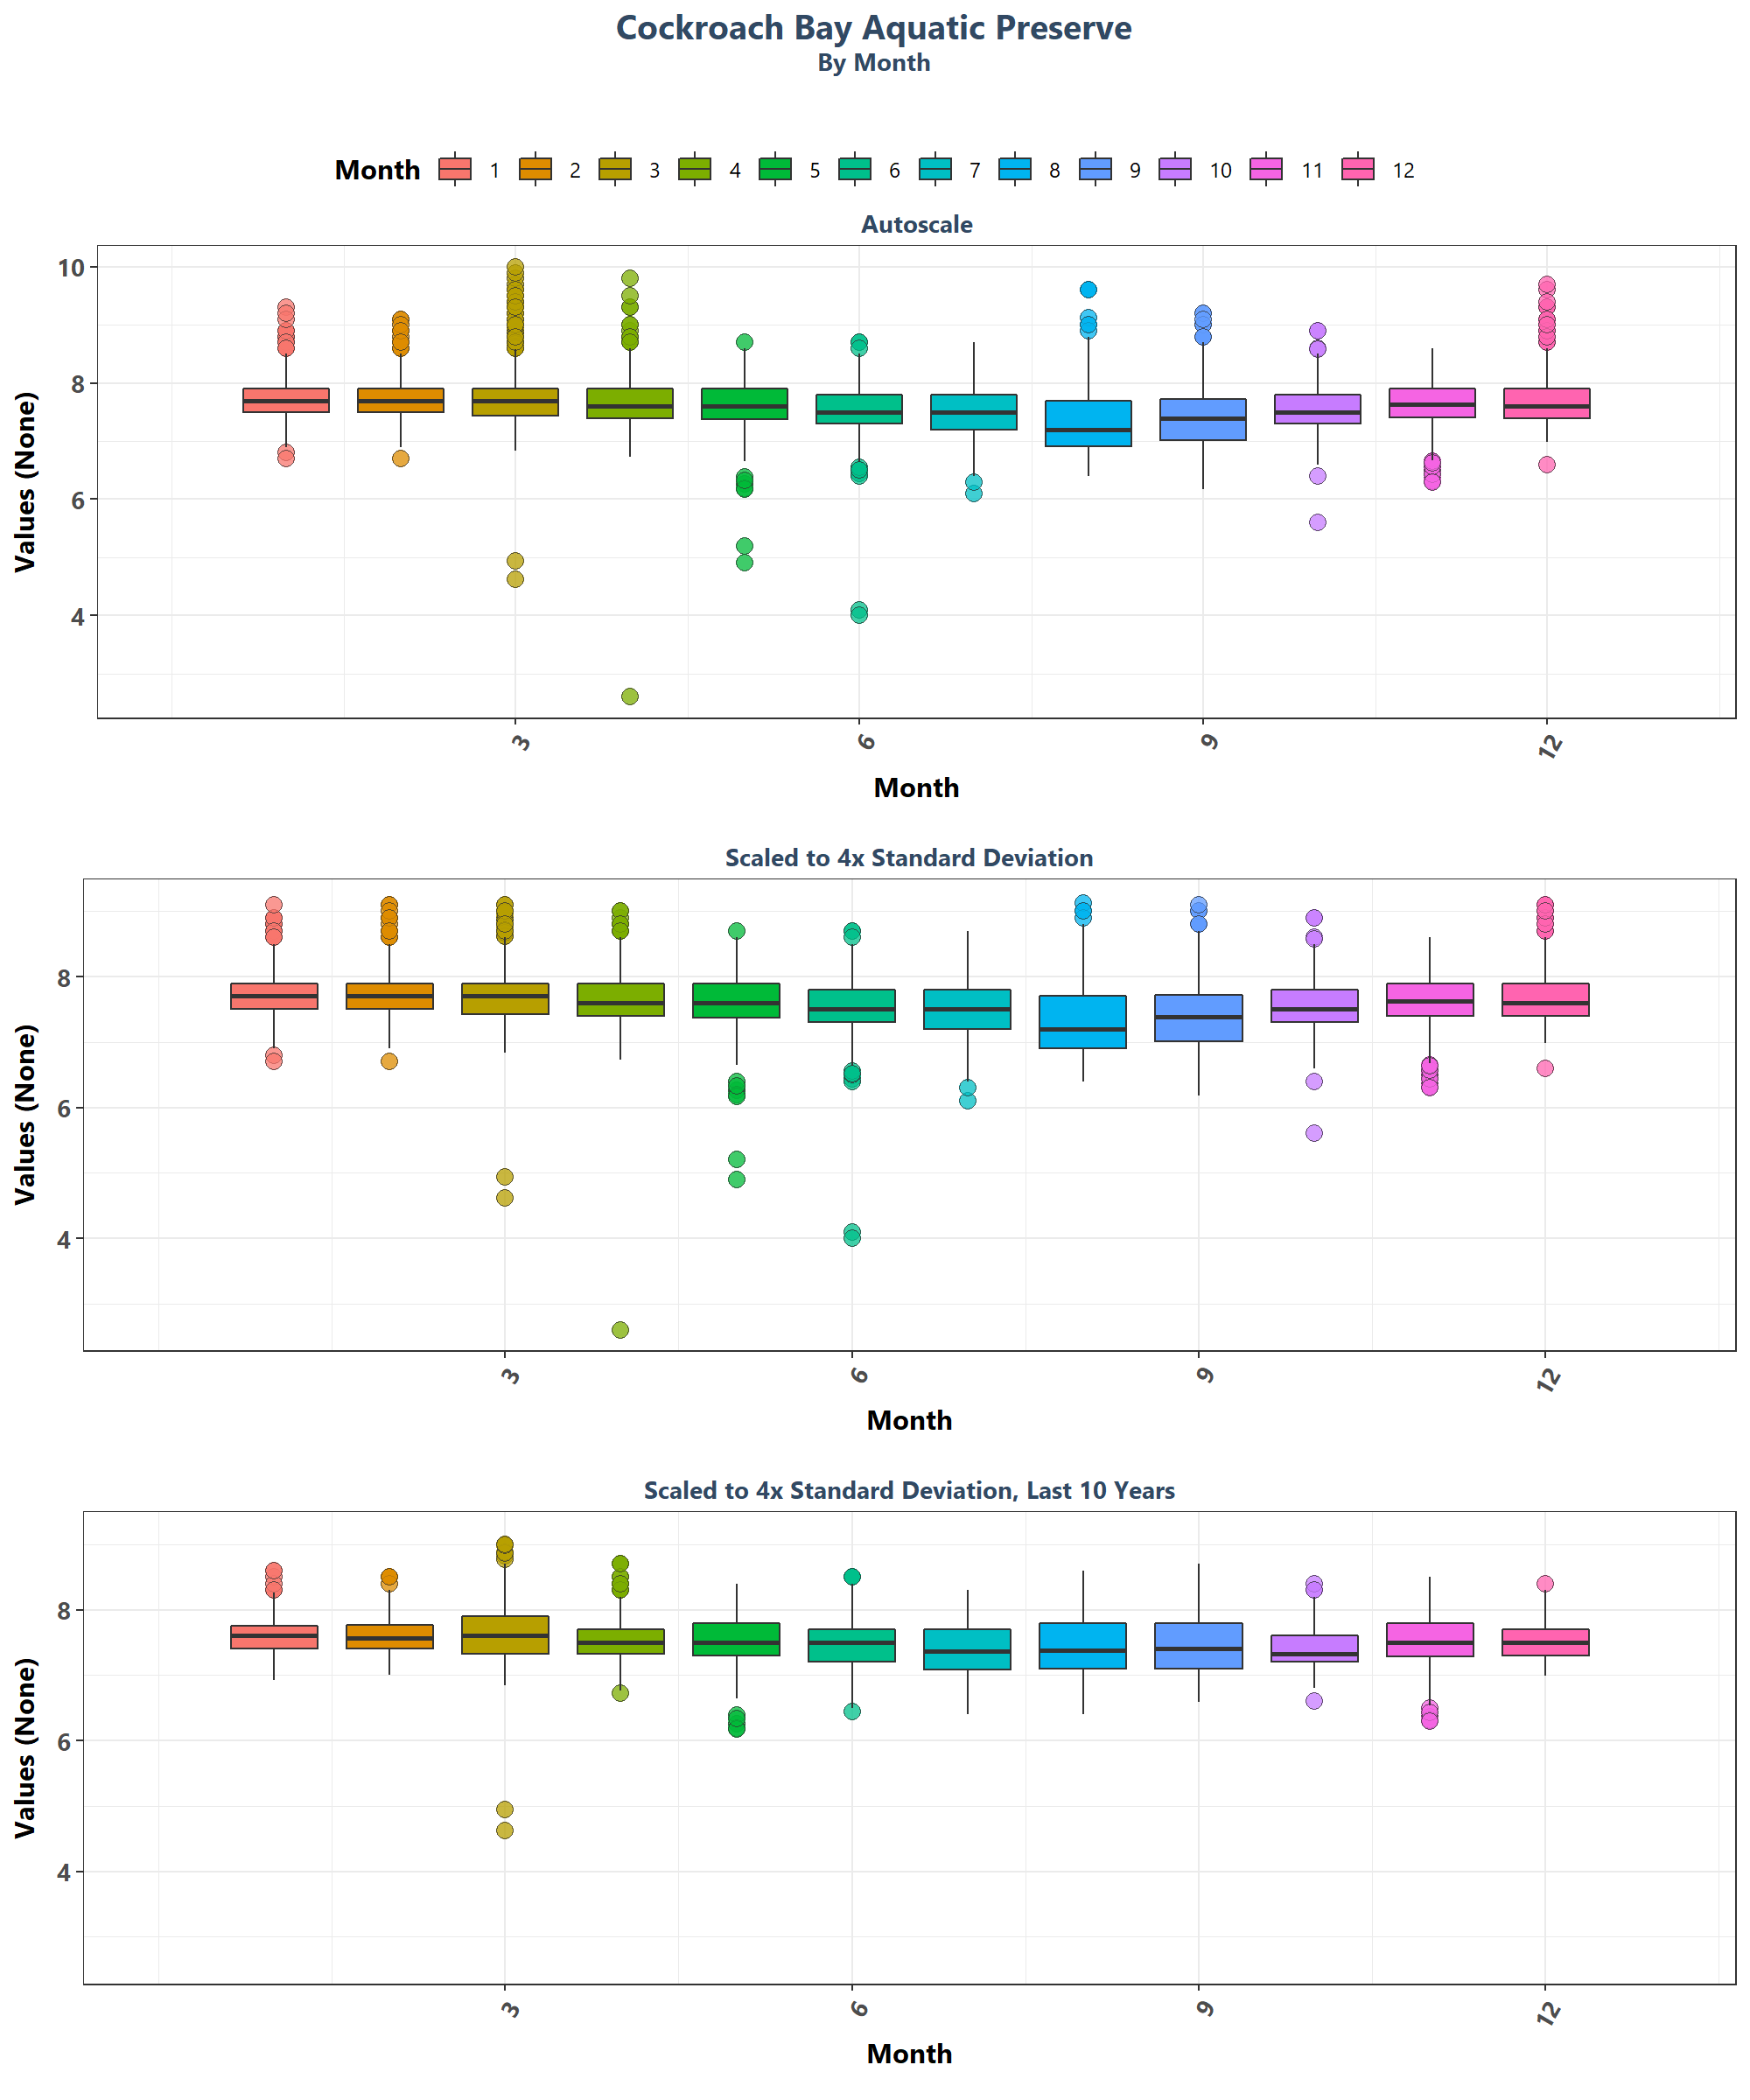 Cockroach Bay Aquatic Preserve
By Month
Month 1 2 3 4 5 6 7 8 9 10 11 12
Autoscale
Values (None)
10
8
6
4
3 6 9 12
Month
Scaled to 4x Standard Deviation
Values (None)
8
6
4
3 6 9 12
Month
Scaled to 4x Standard Deviation, Last 10 Years
Values (None)
8
6
4
3 6 9 12
Month